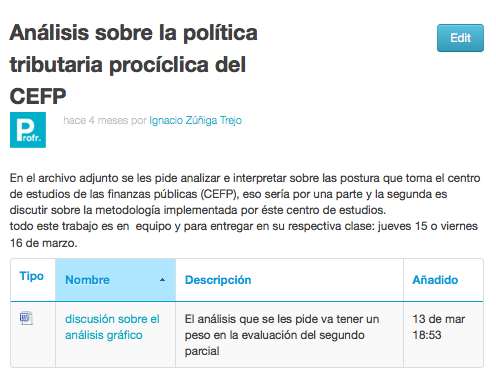 Análisis sobre la política
tributaria procíclica del
CEFP
Edit
Profr.
hace 4 meses por Ignacio Zúñiga Trejo
En el archivo adjunto se les pide analizar e interpretar sobre las postura que toma el centro
de estudios de las finanzas públicas (CEFP), eso sería por una parte y la segunda es
discutir sobre la metodología implementada por éste centro de estudios.
todo este trabajo es en equipo y para entregar en su respectiva clase: jueves 15 o viernes
16 de marzo.
Tipo Nombre Descripción Añadido
discusión sobre el El análisis que se les pide va tener un 13 de mar
análisis gráfico peso en la evaluación del segundo 18:53
parcial